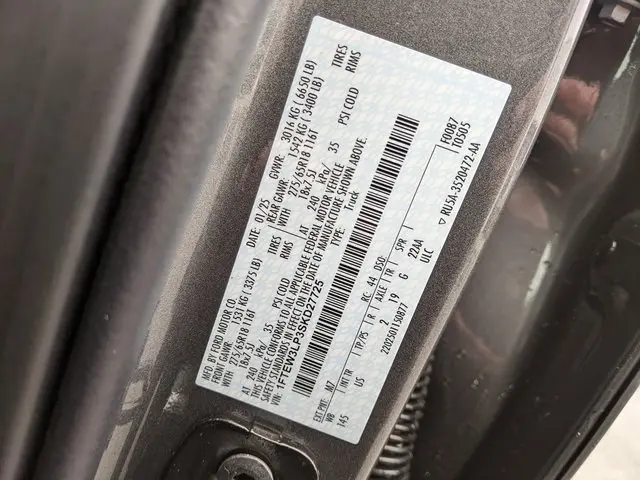 MFD. BY FORD MOTOR CO.
DATE: 01/25 GVWR: 3016 KG ( 6650 LB)
FRONT GAWR: 1531 KG ( 3375 LB) REAR GAWR: 1542 KG ( 3400 LB)
WITH 275/65R18 116T TIRES WITH 275/65R18 116T TIRES
18x7.5J RIMS 18x7.5J RIMS
AT 240 kPa/ 35 PSI COLD AT 240 kPa/ 35 PSI COLD
THIS VEHICLE CONFORMS TO ALL APPLICABLE FEDERAL MOTOR VEHICLE
SAFETY STANDARDS IN EFFECT ON THE DATE OF MANUFACTURE SHOWN ABOVE.
VIN: 1FTEW3LP3SKD27725 TYPE: Truck
F0087
T0505
EXT PNT: M7 RC: 44 DSO:
WB INT TR TP/PS R AXLE TR SPR
145 US 2 19 G 22AA
2202501150877 ULC
▽ RU5A-3520472-AA